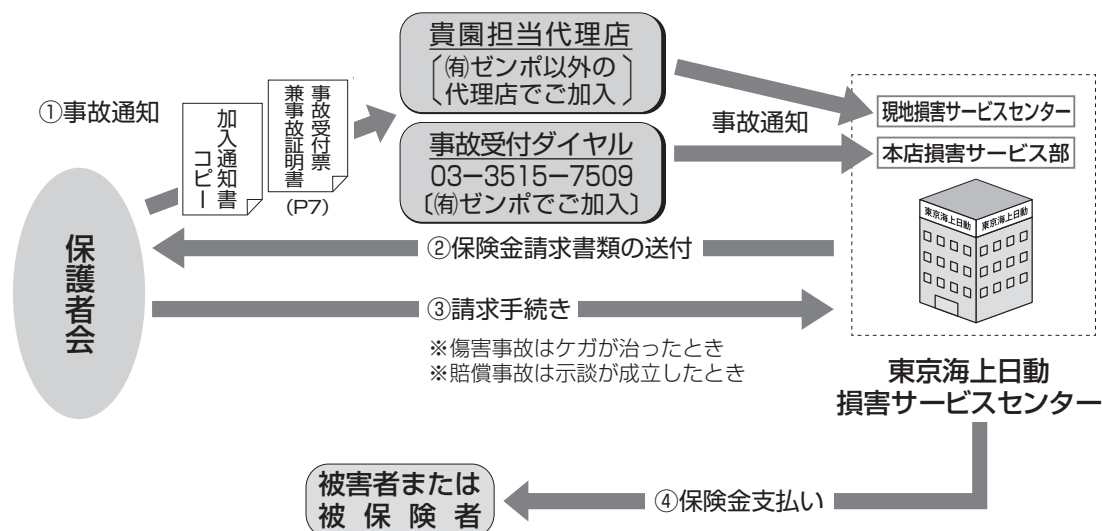 貴園担当代理店
〔㈲ゼンポ以外の
代理店でご加入〕
①事故通知
加入通知書
コピー
事故受付票
兼事故証明書
(P7)
事故受付ダイヤル
03−3515−7509
〔㈲ゼンポでご加入〕
事故通知
現地損害サービスセンター
本店損害サービス部
東京海上日動
東京海上日動
保護者会
②保険金請求書類の送付
③請求手続き
※傷害事故はケガが治ったとき
※賠償事故は示談が成立したとき
東京海上日動
損害サービスセンター
被害者または
被保険者
④保険金支払い